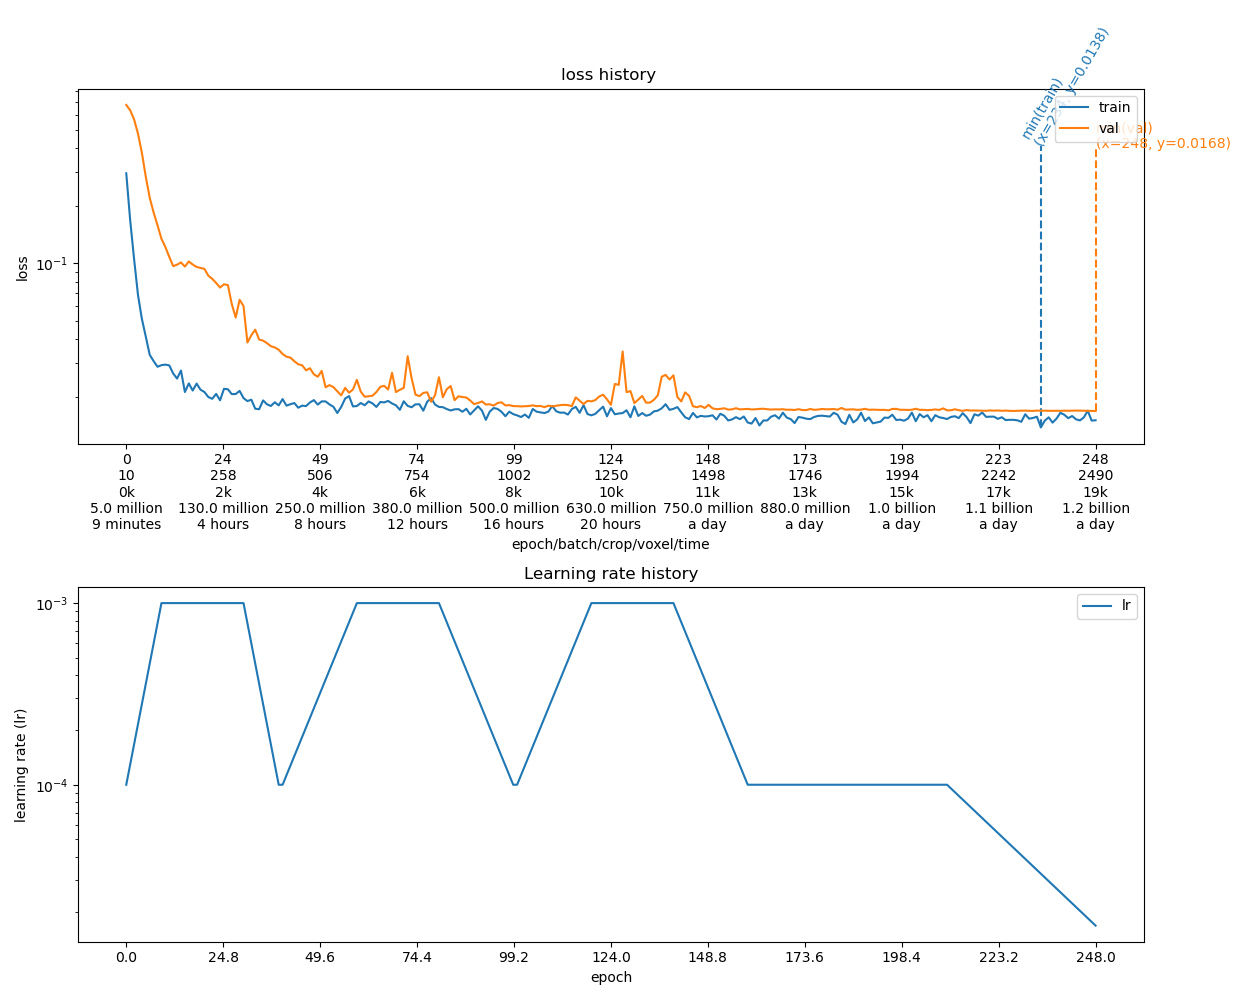 loss history
min(train)
(x=234, y=0.0138)
train
val
(val)
(x=248, y=0.0168)
loss
10⁻¹
0 24 49 74 99 124 148 173 198 223 248
10 258 506 754 1002 1250 1498 1746 1994 2242 2490
0k 2k 4k 6k 8k 10k 11k 13k 15k 17k 19k
5.0 million 130.0 million 250.0 million 380.0 million 500.0 million 630.0 million 750.0 million 880.0 million 1.0 billion 1.1 billion 1.2 billion
9 minutes 4 hours 8 hours 12 hours 16 hours 20 hours a day a day a day a day a day
epoch/batch/crop/voxel/time
Learning rate history
lr
learning rate (lr)
10⁻³
10⁻⁴
0.0 24.8 49.6 74.4 99.2 124.0 148.8 173.6 198.4 223.2 248.0
epoch